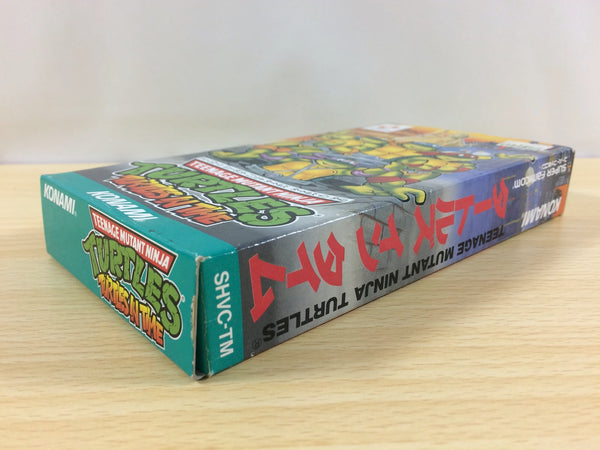 KONAMI
TEENAGE MUTANT NINJA
TURTLES
TURTLES IN TIME
KONAMI
TEENAGE MUTANT NINJA
TURTLES
TURTLES IN TIME
SHVC-TM
TEENAGE MUTANT NINJA TURTLES®
タートルズ イン タイム
KONAMI
SUPER Famicom